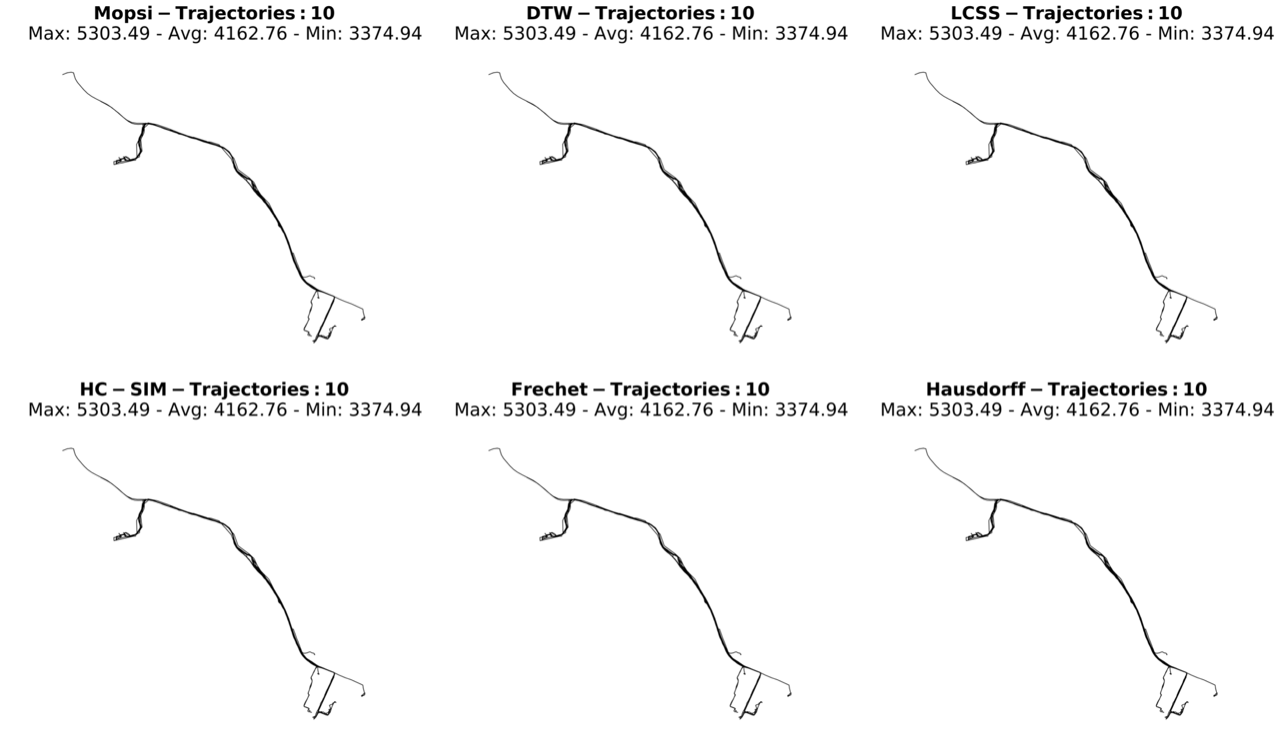 Mopsi – Trajectories : 10
Max: 5303.49 - Avg: 4162.76 - Min: 3374.94
DTW – Trajectories : 10
Max: 5303.49 - Avg: 4162.76 - Min: 3374.94
LCSS – Trajectories : 10
Max: 5303.49 - Avg: 4162.76 - Min: 3374.94
HC – SIM – Trajectories : 10
Max: 5303.49 - Avg: 4162.76 - Min: 3374.94
Frechet – Trajectories : 10
Max: 5303.49 - Avg: 4162.76 - Min: 3374.94
Hausdorff – Trajectories : 10
Max: 5303.49 - Avg: 4162.76 - Min: 3374.94